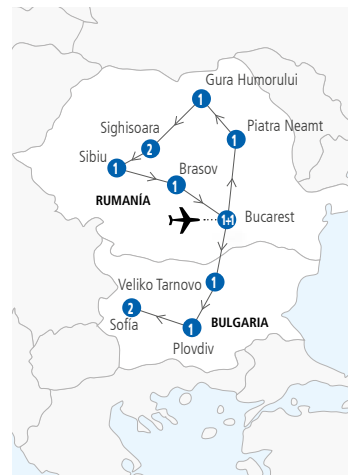 Gura Humorului
1
Sighisoara
2
1
Piatra Neamt
Sibiu
1
Brasov
1
RUMANÍA
1+1
Bucarest
Veliko Tarnovo
1
2
Sofía
1
BULGARIA
Plovdiv